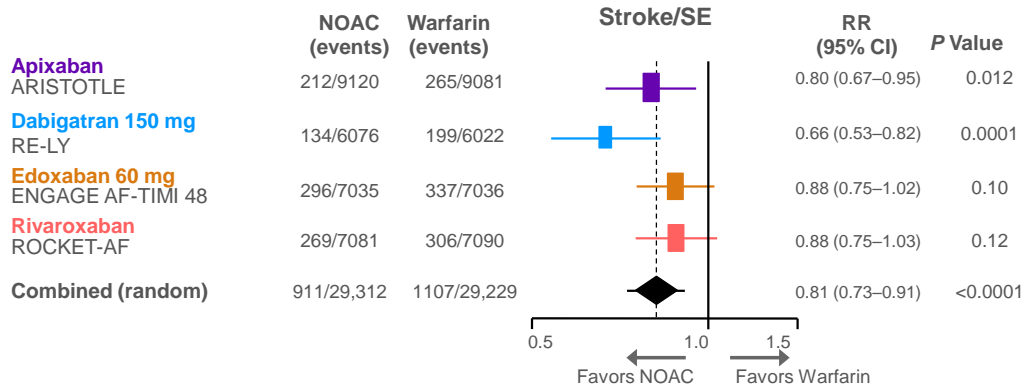 Stroke/SE
NOAC (events) Warfarin (events) RR (95% CI) P Value
Apixaban
ARISTOTLE 212/9120 265/9081 0.80 (0.67–0.95) 0.012
Dabigatran 150 mg
RE-LY 134/6076 199/6022 0.66 (0.53–0.82) 0.0001
Edoxaban 60 mg
ENGAGE AF-TIMI 48 296/7035 337/7036 0.88 (0.75–1.02) 0.10
Rivaroxaban
ROCKET-AF 269/7081 306/7090 0.88 (0.75–1.03) 0.12
Combined (random) 911/29,312 1107/29,229 0.81 (0.73–0.91) <0.0001
0.5 1.0 1.5
Favors NOAC Favors Warfarin